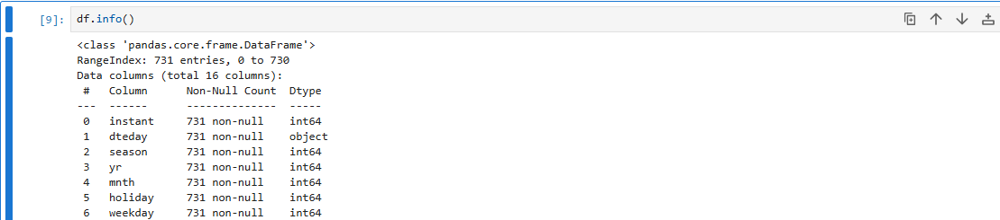 [9]: df.info()
<class 'pandas.core.frame.DataFrame'>
RangeIndex: 731 entries, 0 to 730
Data columns (total 16 columns):
 #   Column      Non-Null Count  Dtype
---  ------      --------------  -----
 0   instant     731 non-null    int64
 1   dteday      731 non-null    object
 2   season      731 non-null    int64
 3   yr          731 non-null    int64
 4   mnth        731 non-null    int64
 5   holiday     731 non-null    int64
 6   weekday     731 non-null    int64